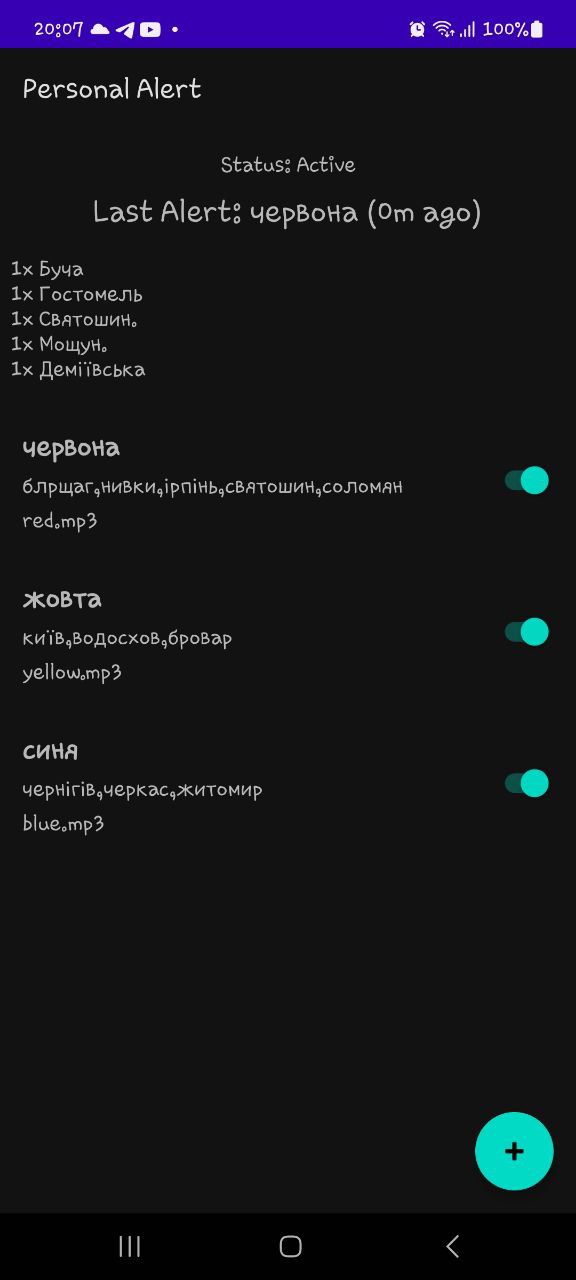 20:07
100%
Personal Alert
Status: Active
Last Alert: червона (0m ago)
1x Буча
1x Гостомель
1x Святошин.
1x Мощун.
1x Деміївська
червона
блрщаг,нивки,ірпінь,святошин,солом'ян
red.mp3
жовта
київ,водосхов,бровар
yellow.mp3
синя
чернігів,черкас,житомир
blue.mp3
+